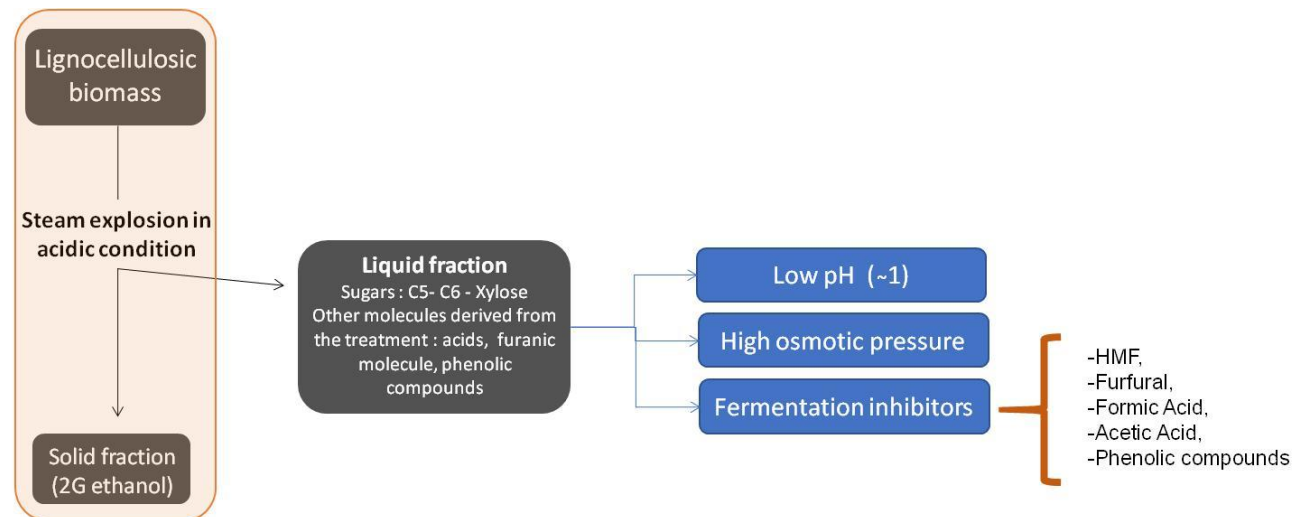 Lignocellulosic
biomass
Steam explosion in
acidic condition
Solid fraction
(2G ethanol)
Liquid fraction
Sugars : C5- C6 - Xylose
Other molecules derived from
the treatment : acids, furanic
molecule, phenolic
compounds
Low pH (~1)
High osmotic pressure
Fermentation inhibitors
-HMF,
-Furfural,
-Formic Acid,
-Acetic Acid,
-Phenolic compounds